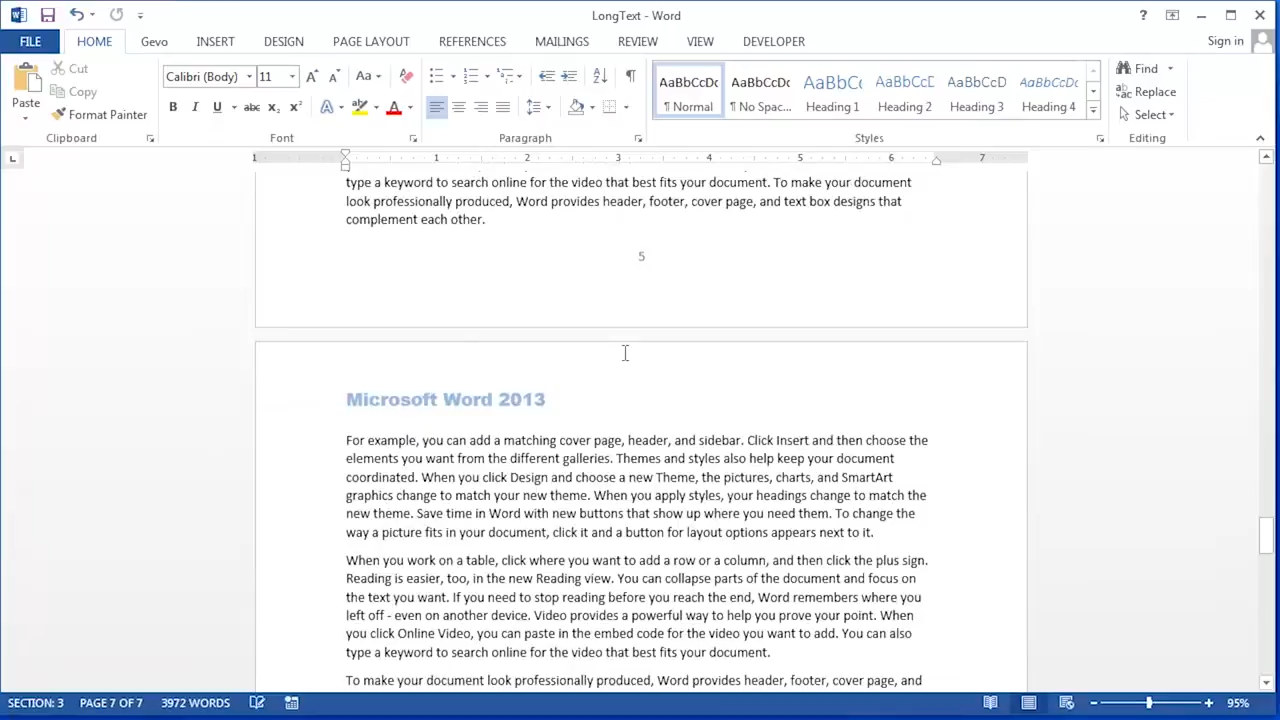 LongText - Word
Sign in
FILE HOME Gevo INSERT DESIGN PAGE LAYOUT REFERENCES MAILINGS REVIEW VIEW DEVELOPER
Paste
Cut
Copy
Format Painter
Clipboard
Calibri (Body) 11
Font
Paragraph
AaBbCcDc AaBbCcDc AaBbCc AaBbCcD AaBbCcD AaBbCcDc
¶ Normal ¶ No Spac... Heading 1 Heading 2 Heading 3 Heading 4
Styles
Find
Replace
Select
Editing
1 1 2 3 4 5 6 7
type a keyword to search online for the video that best fits your document. To make your document
look professionally produced, Word provides header, footer, cover page, and text box designs that
complement each other.
5
Microsoft Word 2013
For example, you can add a matching cover page, header, and sidebar. Click Insert and then choose the
elements you want from the different galleries. Themes and styles also help keep your document
coordinated. When you click Design and choose a new Theme, the pictures, charts, and SmartArt
graphics change to match your new theme. When you apply styles, your headings change to match the
new theme. Save time in Word with new buttons that show up where you need them. To change the
way a picture fits in your document, click it and a button for layout options appears next to it.
When you work on a table, click where you want to add a row or a column, and then click the plus sign.
Reading is easier, too, in the new Reading view. You can collapse parts of the document and focus on
the text you want. If you need to stop reading before you reach the end, Word remembers where you
left off - even on another device. Video provides a powerful way to help you prove your point. When
you click Online Video, you can paste in the embed code for the video you want to add. You can also
type a keyword to search online for the video that best fits your document.
To make your document look professionally produced, Word provides header, footer, cover page, and
SECTION: 3 PAGE 7 OF 7 3972 WORDS 95%